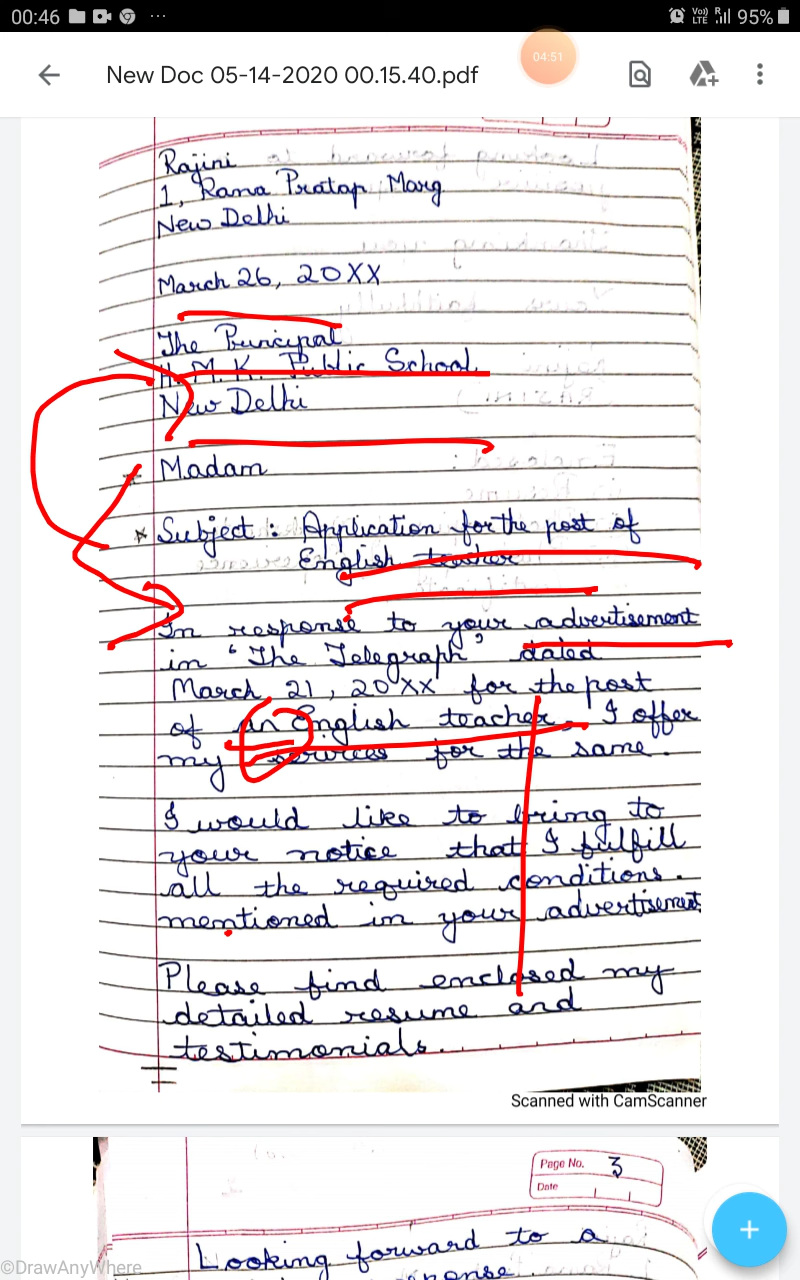 00:46 ... Vo) LTE R 95%
04:51
New Doc 05-14-2020 00.15.40.pdf
Rajini
1, Rana Pratap Marg
New Delhi
March 26, 20XX
The Principal
H. M. K. Public School
New Delhi
* Madam
* Subject : Application for the post of
English teacher
In response to your advertisement
in "The Telegraph" dated
March 21, 20XX for the post
of an English teacher, I offer
my services for the same.
I would like to bring to
your notice that I fulfill
all the required conditions.
mentioned in your advertisement
Please find enclosed my
detailed resume and
testimonials.
Scanned with CamScanner
Page No. 3
Date
Looking forward to a
©DrawAnyWhere